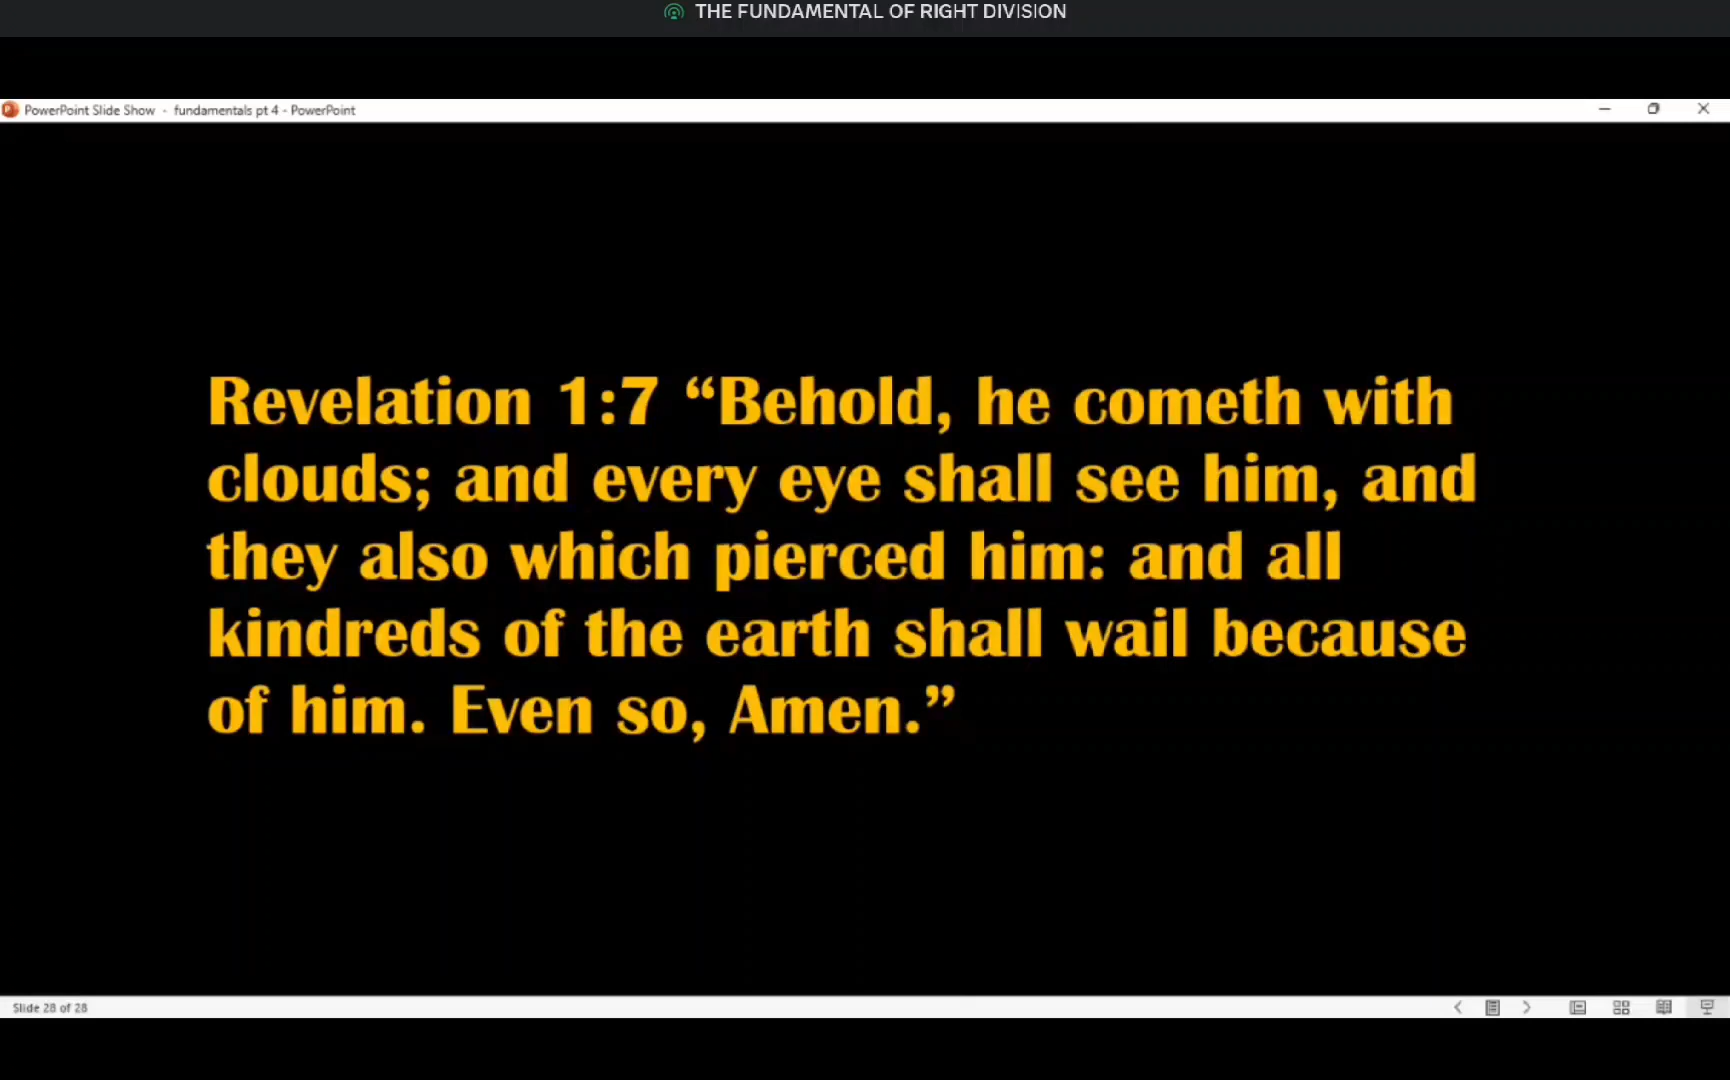 THE FUNDAMENTAL OF RIGHT DIVISION
PowerPoint Slide Show - fundamentals pt 4 - PowerPoint
Revelation 1:7 “Behold, he cometh with
clouds; and every eye shall see him, and
they also which pierced him: and all
kindreds of the earth shall wail because
of him. Even so, Amen.”
Slide 28 of 28